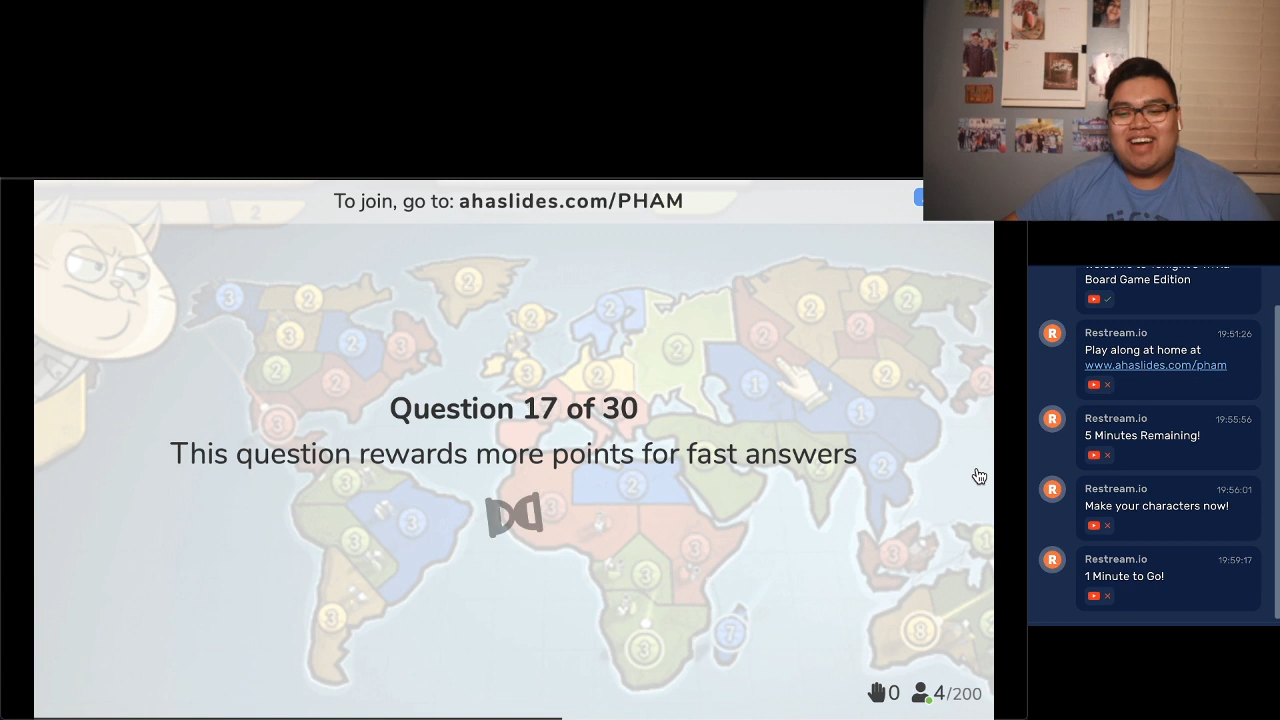 To join, go to: ahaslides.com/PHAM
Question 17 of 30
This question rewards more points for fast answers
0 4/200
Board Game Edition
Restream.io 19:51:26
Play along at home at
www.ahaslides.com/pham
Restream.io 19:55:56
5 Minutes Remaining!
Restream.io 19:56:01
Make your characters now!
Restream.io 19:59:17
1 Minute to Go!